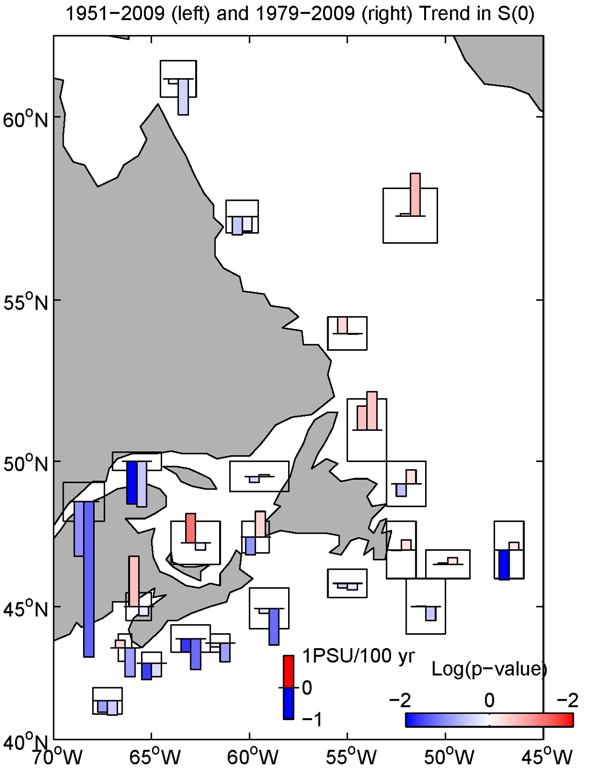 1951−2009 (left) and 1979−2009 (right) Trend in S(0)
60°N
55°N
50°N
45°N
40°N
1PSU/100 yr
0
−1
Log(p−value)
−2 0 −2
70°W 65°W 60°W 55°W 50°W 45°W